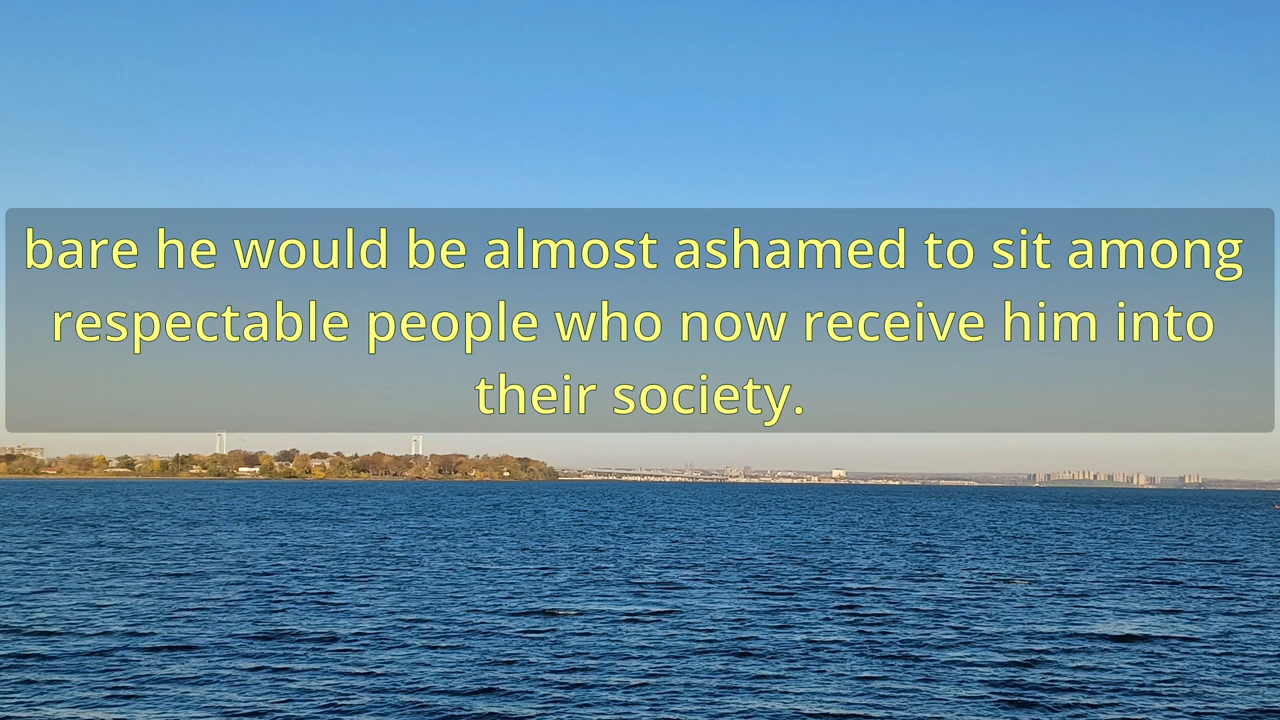 bare he would be almost ashamed to sit among
respectable people who now receive him into
their society.